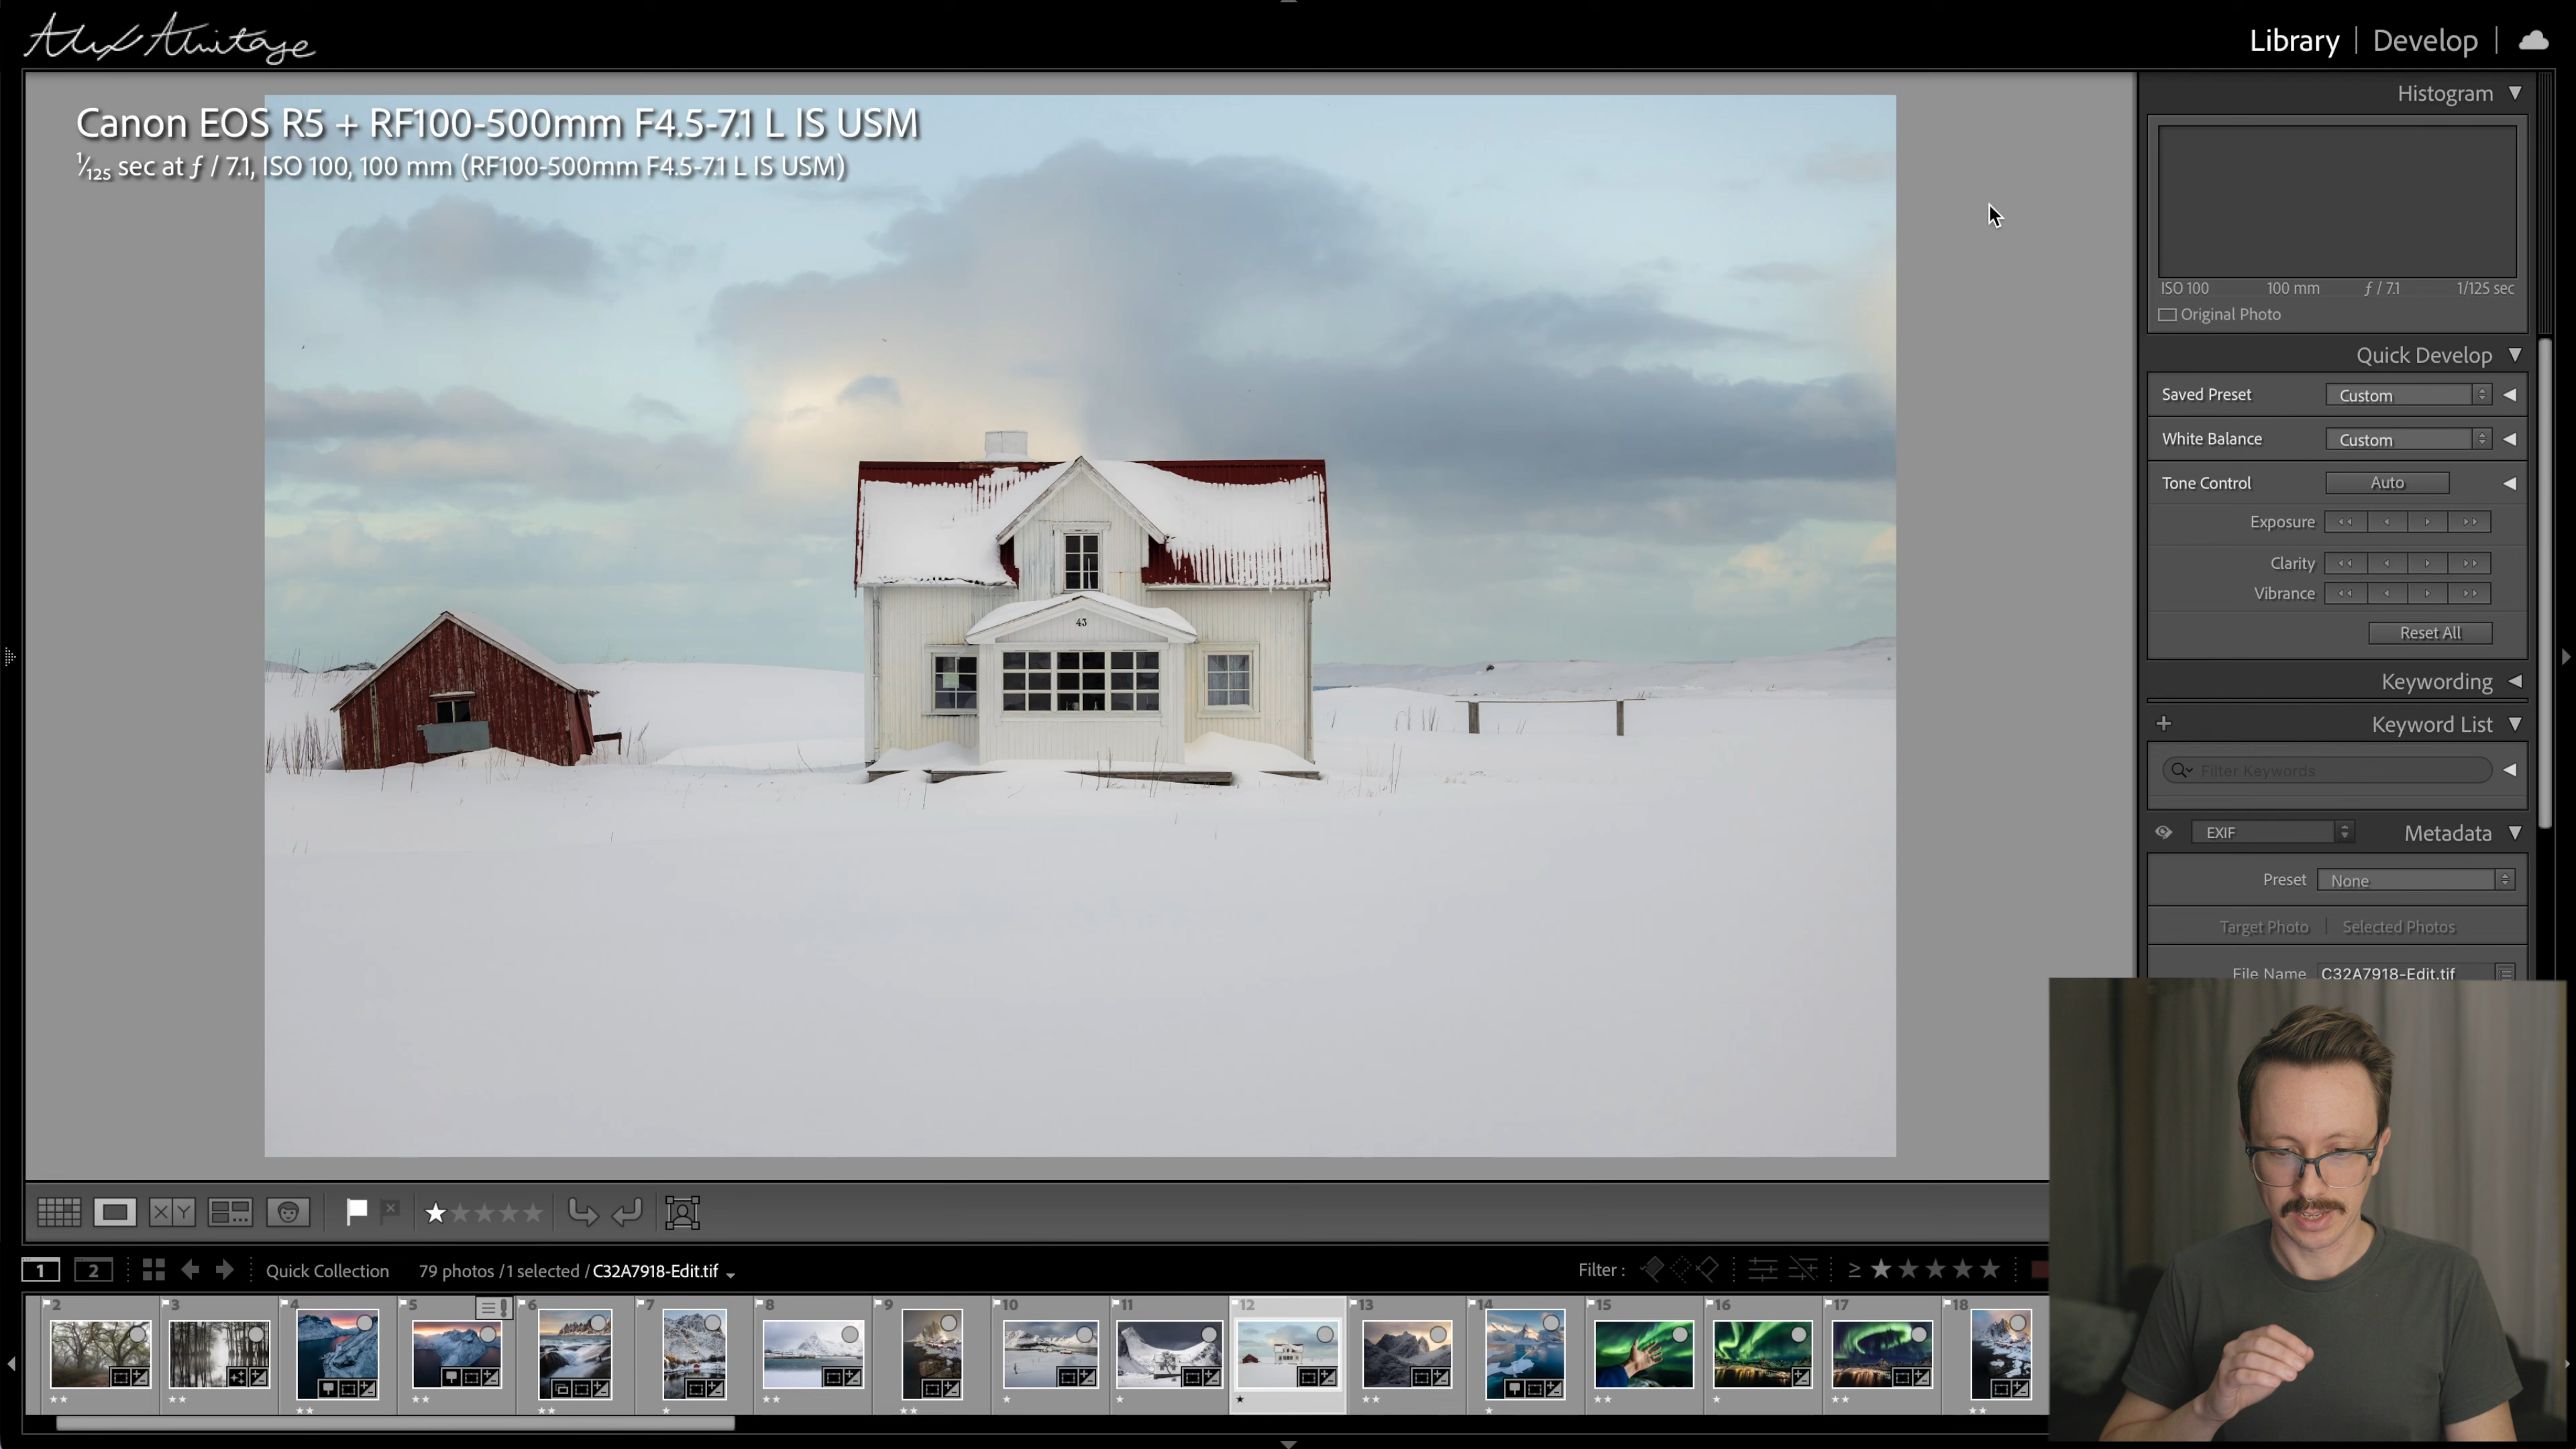 Alex Armitage
Library | Develop
Canon EOS R5 + RF100-500mm F4.5-7.1 L IS USM
1/125 sec at ƒ / 7.1, ISO 100, 100 mm (RF100-500mm F4.5-7.1 L IS USM)
Histogram
ISO 100 100 mm ƒ / 7.1 1/125 sec
Original Photo
Quick Develop
Saved Preset Custom
White Balance Custom
Tone Control Auto
Exposure
Clarity
Vibrance
Reset All
Keywording
+ Keyword List
Filter Keywords
EXIF Metadata
Preset None
Target Photo | Selected Photos
File Name C32A7918-Edit.tif
43
X Y
1 2 Quick Collection 79 photos / 1 selected / C32A7918-Edit.tif
Filter : ≥ ★★★★★
2 3 4 5 6 7 8 9 10 11 12 13 14 15 16 17 18